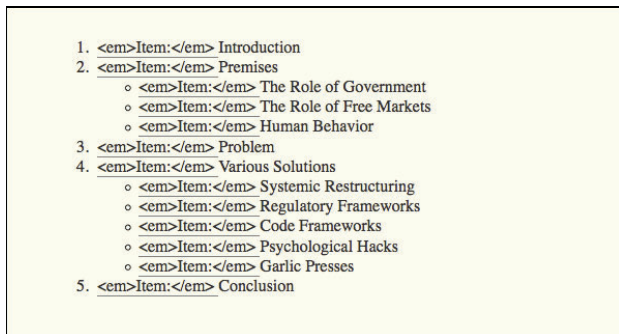 1. <em>Item:</em> Introduction
2. <em>Item:</em> Premises
◦ <em>Item:</em> The Role of Government
◦ <em>Item:</em> The Role of Free Markets
◦ <em>Item:</em> Human Behavior
3. <em>Item:</em> Problem
4. <em>Item:</em> Various Solutions
◦ <em>Item:</em> Systemic Restructuring
◦ <em>Item:</em> Regulatory Frameworks
◦ <em>Item:</em> Code Frameworks
◦ <em>Item:</em> Psychological Hacks
◦ <em>Item:</em> Garlic Presses
5. <em>Item:</em> Conclusion